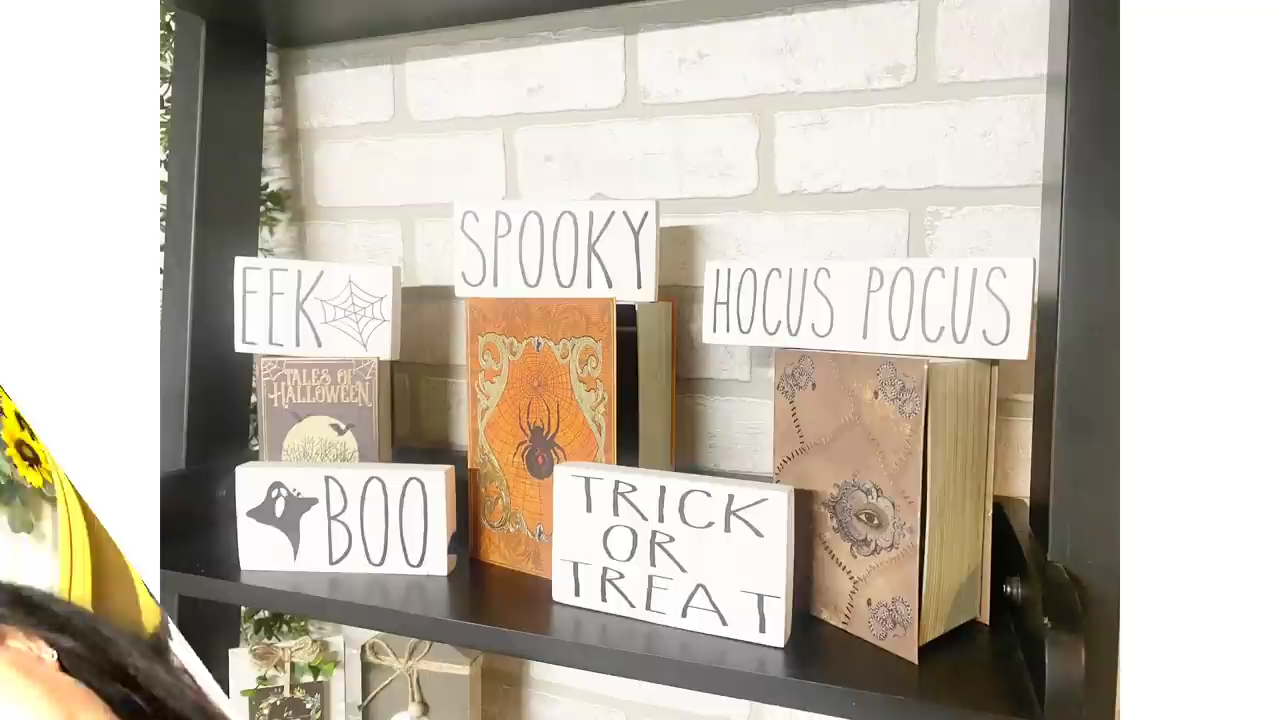 SPOOKY
EEK
HOCUS POCUS
TALES OF
HALLOWEEN
BOO
TRICK
OR
TREAT